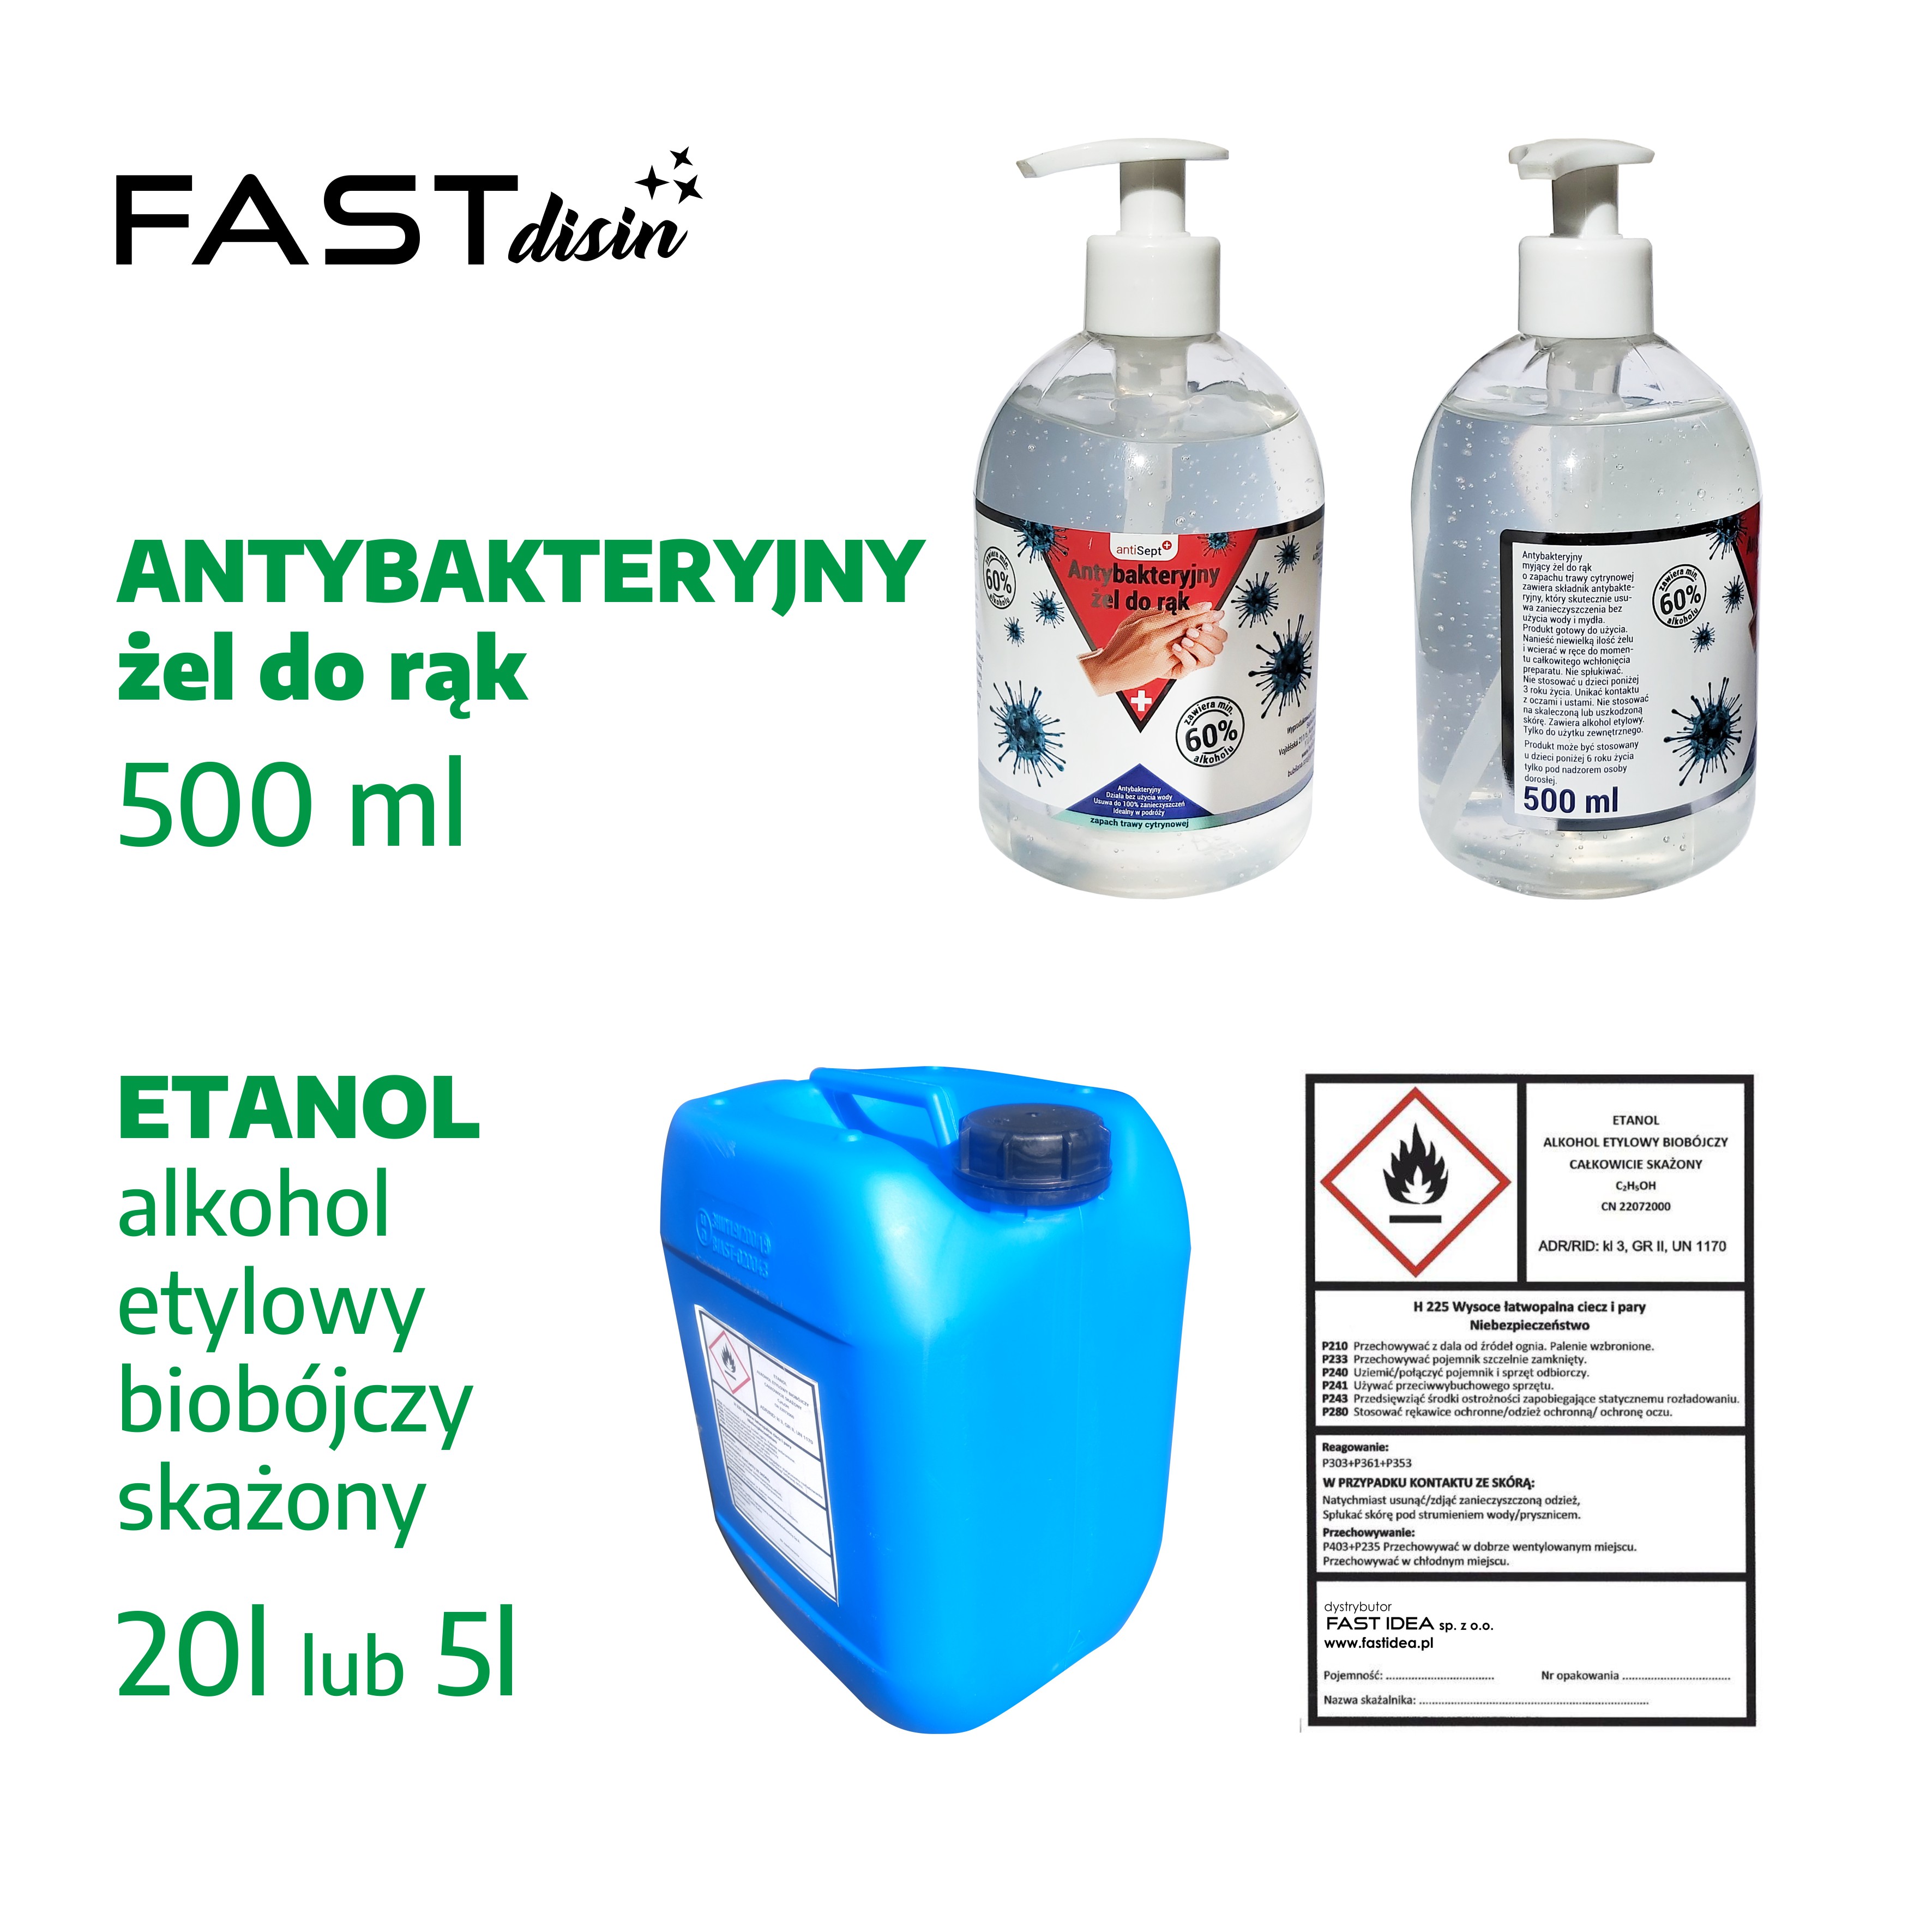 FASTdisin
ANTYBAKTERYJNY
żel do rąk
500 ml
antiSept
Antybakteryjny
żel do rąk
zawiera min.
60%
alkoholu
zawiera min.
60%
alkoholu
Antybakteryjny
Działa bez użycia wody
Usuwa do 100% zanieczyszczeń
Idealny w podróży
zapach trawy cytrynowej
Antybakteryjny
myjący żel do rąk
o zapachu trawy cytrynowej
zawiera składnik antybakte-
ryjny, który skutecznie usu-
wa zanieczyszczenia bez
użycia wody i mydła.
Produkt gotowy do użycia.
Nanieść niewielką ilość żelu
i wcierać w ręce do momen-
tu całkowitego wchłonięcia
preparatu. Nie spłukiwać.
Nie stosować u dzieci poniżej
3 roku życia. Unikać kontaktu
z oczami i ustami. Nie stosować
na skaleczoną lub uszkodzoną
skórę. Zawiera alkohol etylowy.
Tylko do użytku zewnętrznego.
Produkt może być stosowany
u dzieci poniżej 6 roku życia
tylko pod nadzorem osoby
dorosłej.
500 ml
zawiera min.
60%
alkoholu
ETANOL
alkohol
etylowy
biobójczy
skażony
20l lub 5l
ETANOL
ALKOHOL ETYLOWY BIOBÓJCZY
CAŁKOWICIE SKAŻONY
C₂H₅OH
CN 22072000
ADR/RID: kl 3, GR II, UN 1170
H 225 Wysoce łatwopalna ciecz i pary
Niebezpieczeństwo
P210 Przechowywać z dala od źródeł ognia. Palenie wzbronione.
P233 Przechowywać pojemnik szczelnie zamknięty.
P240 Uziemić/połączyć pojemnik i sprzęt odbiorczy.
P241 Używać przeciwwybuchowego sprzętu.
P243 Przedsięwziąć środki ostrożności zapobiegające statycznemu rozładowaniu.
P280 Stosować rękawice ochronne/odzież ochronną/ ochronę oczu.
Reagowanie:
P303+P361+P353
W PRZYPADKU KONTAKTU ZE SKÓRĄ:
Natychmiast usunąć/zdjąć zanieczyszczoną odzież,
Spłukać skórę pod strumieniem wody/prysznicem.
Przechowywanie:
P403+P235 Przechowywać w dobrze wentylowanym miejscu.
Przechowywać w chłodnym miejscu.
dystrybutor
FAST IDEA sp. z o.o.
www.fastidea.pl
Pojemność: ........................... Nr opakowania ...........................
Nazwa skażalnika: ..........................................................